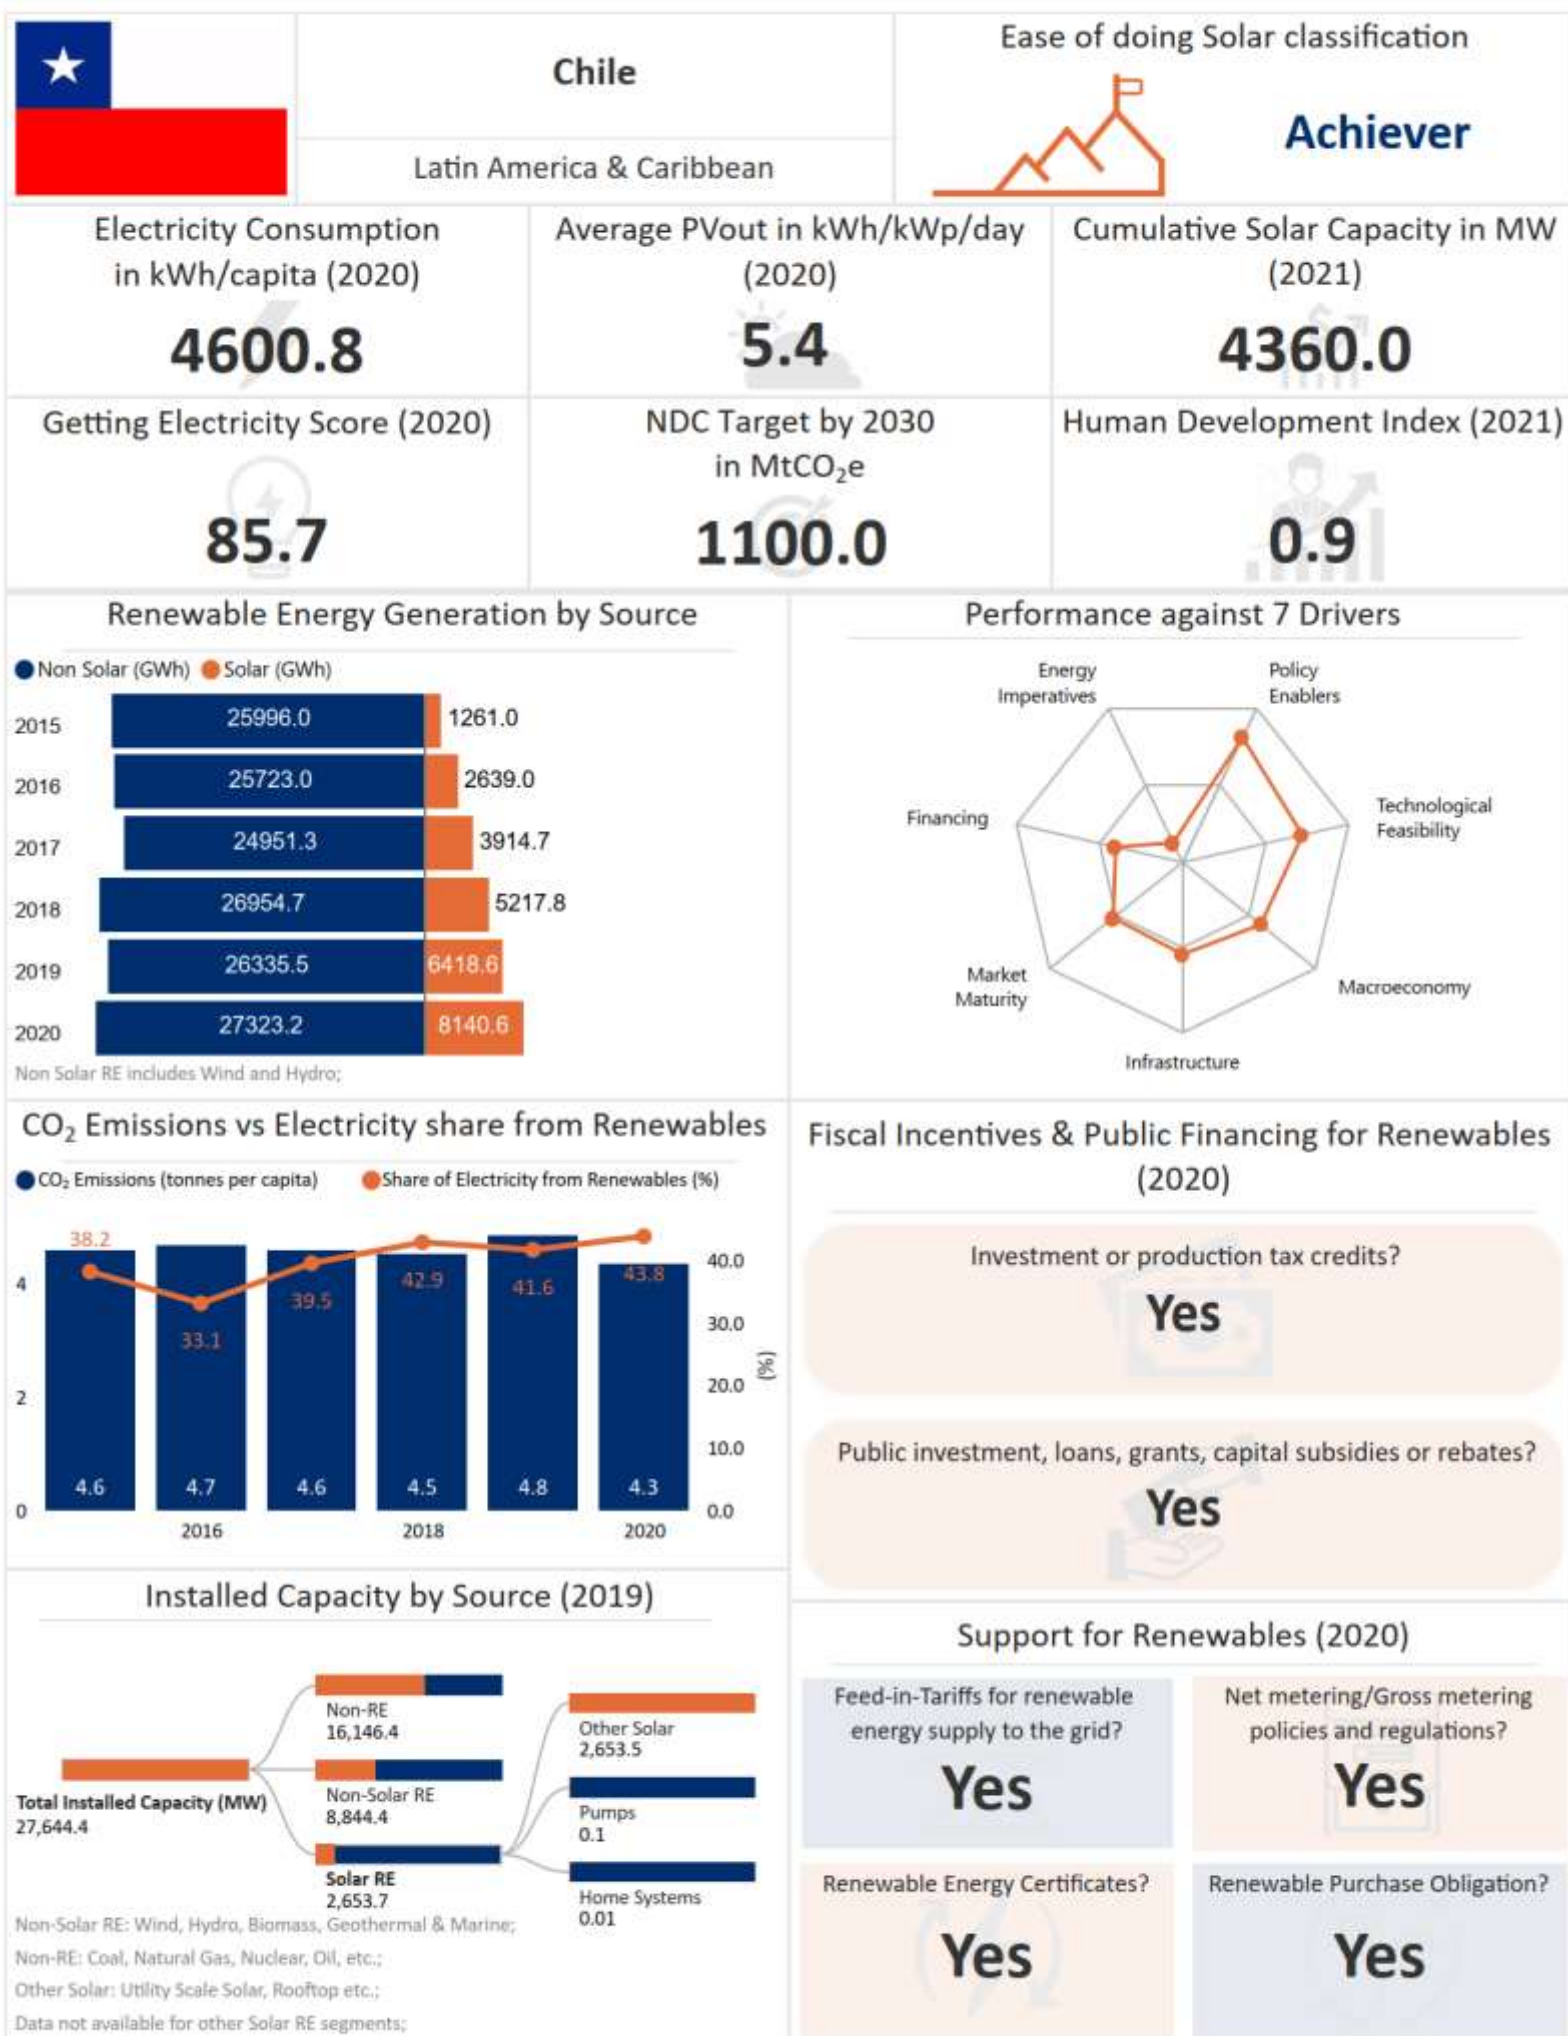 Chile
Latin America & Caribbean
Ease of doing Solar classification
Achiever
Electricity Consumption
in kWh/capita (2020)
4600.8
Average PVout in kWh/kWp/day
(2020)
5.4
Cumulative Solar Capacity in MW
(2021)
4360.0
Getting Electricity Score (2020)
85.7
NDC Target by 2030
in MtCO₂e
1100.0
Human Development Index (2021)
0.9
Renewable Energy Generation by Source
Non Solar (GWh) Solar (GWh)
2015 25996.0 1261.0
2016 25723.0 2639.0
2017 24951.3 3914.7
2018 26954.7 5217.8
2019 26335.5 6418.6
2020 27323.2 8140.6
Non Solar RE includes Wind and Hydro;
Performance against 7 Drivers
Energy
Imperatives
Policy
Enablers
Financing
Technological
Feasibility
Market
Maturity
Macroeconomy
Infrastructure
CO₂ Emissions vs Electricity share from Renewables
CO₂ Emissions (tonnes per capita) Share of Electricity from Renewables (%)
38.2
33.1
39.5
42.9
41.6
43.8
4
2
0
40.0
30.0
20.0
10.0
0.0
(%)
4.6 4.7 4.6 4.5 4.8 4.3
2016 2018 2020
Fiscal Incentives & Public Financing for Renewables
(2020)
Investment or production tax credits?
Yes
Public investment, loans, grants, capital subsidies or rebates?
Yes
Installed Capacity by Source (2019)
Total Installed Capacity (MW)
27,644.4
Non-RE
16,146.4
Non-Solar RE
8,844.4
Solar RE
2,653.7
Other Solar
2,653.5
Pumps
0.1
Home Systems
0.01
Non-Solar RE: Wind, Hydro, Biomass, Geothermal & Marine;
Non-RE: Coal, Natural Gas, Nuclear, Oil, etc.;
Other Solar: Utility Scale Solar, Rooftop etc.;
Data not available for other Solar RE segments;
Support for Renewables (2020)
Feed-in-Tariffs for renewable
energy supply to the grid?
Yes
Net metering/Gross metering
policies and regulations?
Yes
Renewable Energy Certificates?
Yes
Renewable Purchase Obligation?
Yes